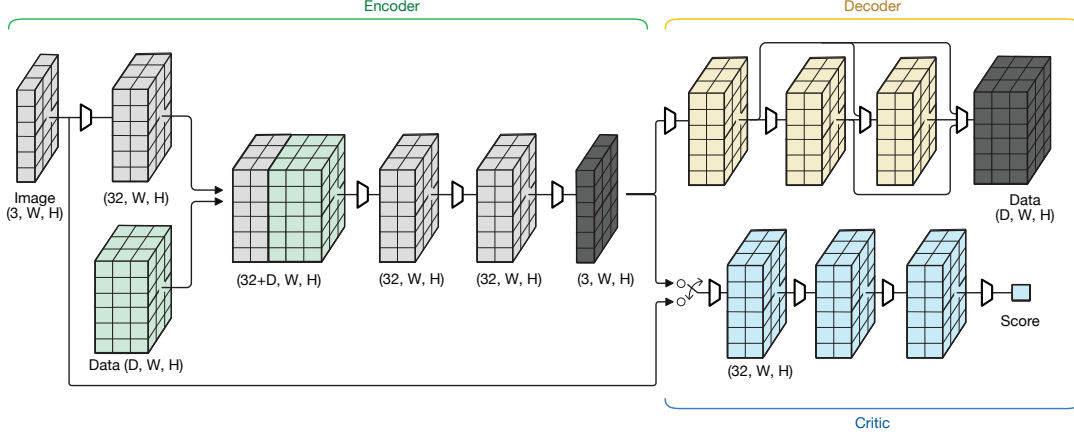 Encoder
Decoder
Image
(3, W, H)
(32, W, H)
Data (D, W, H)
(32+D, W, H)
(32, W, H)
(32, W, H)
(3, W, H)
Data
(D, W, H)
(32, W, H)
Score
Critic